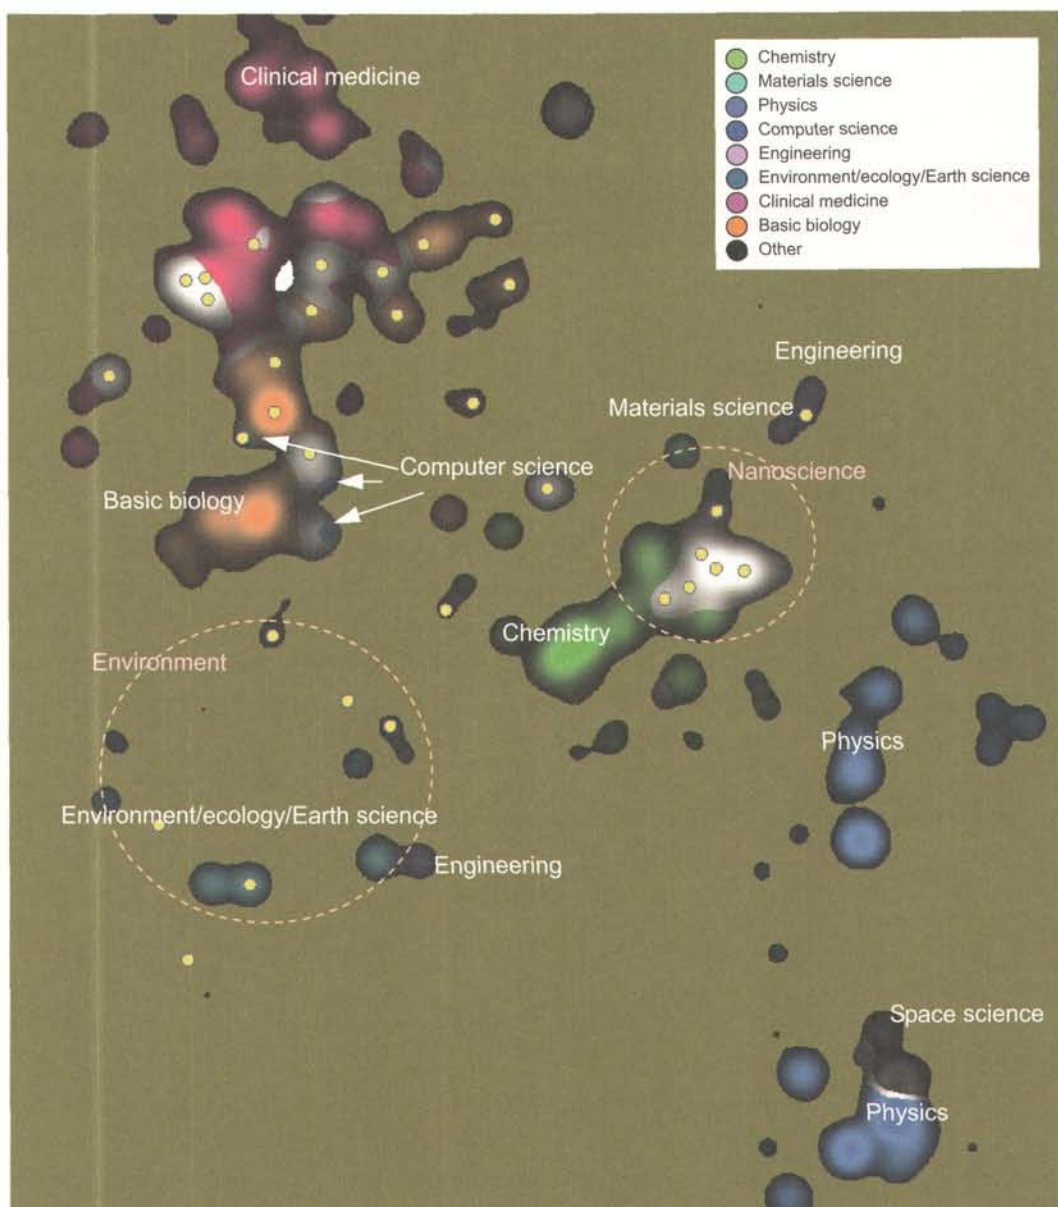 Clinical medicine
Chemistry
Materials science
Physics
Computer science
Engineering
Environment/ecology/Earth science
Clinical medicine
Basic biology
Other
Engineering
Materials science
Nanoscience
Computer science
Basic biology
Chemistry
Environment
Physics
Environment/ecology/Earth science
Engineering
Space science
Physics